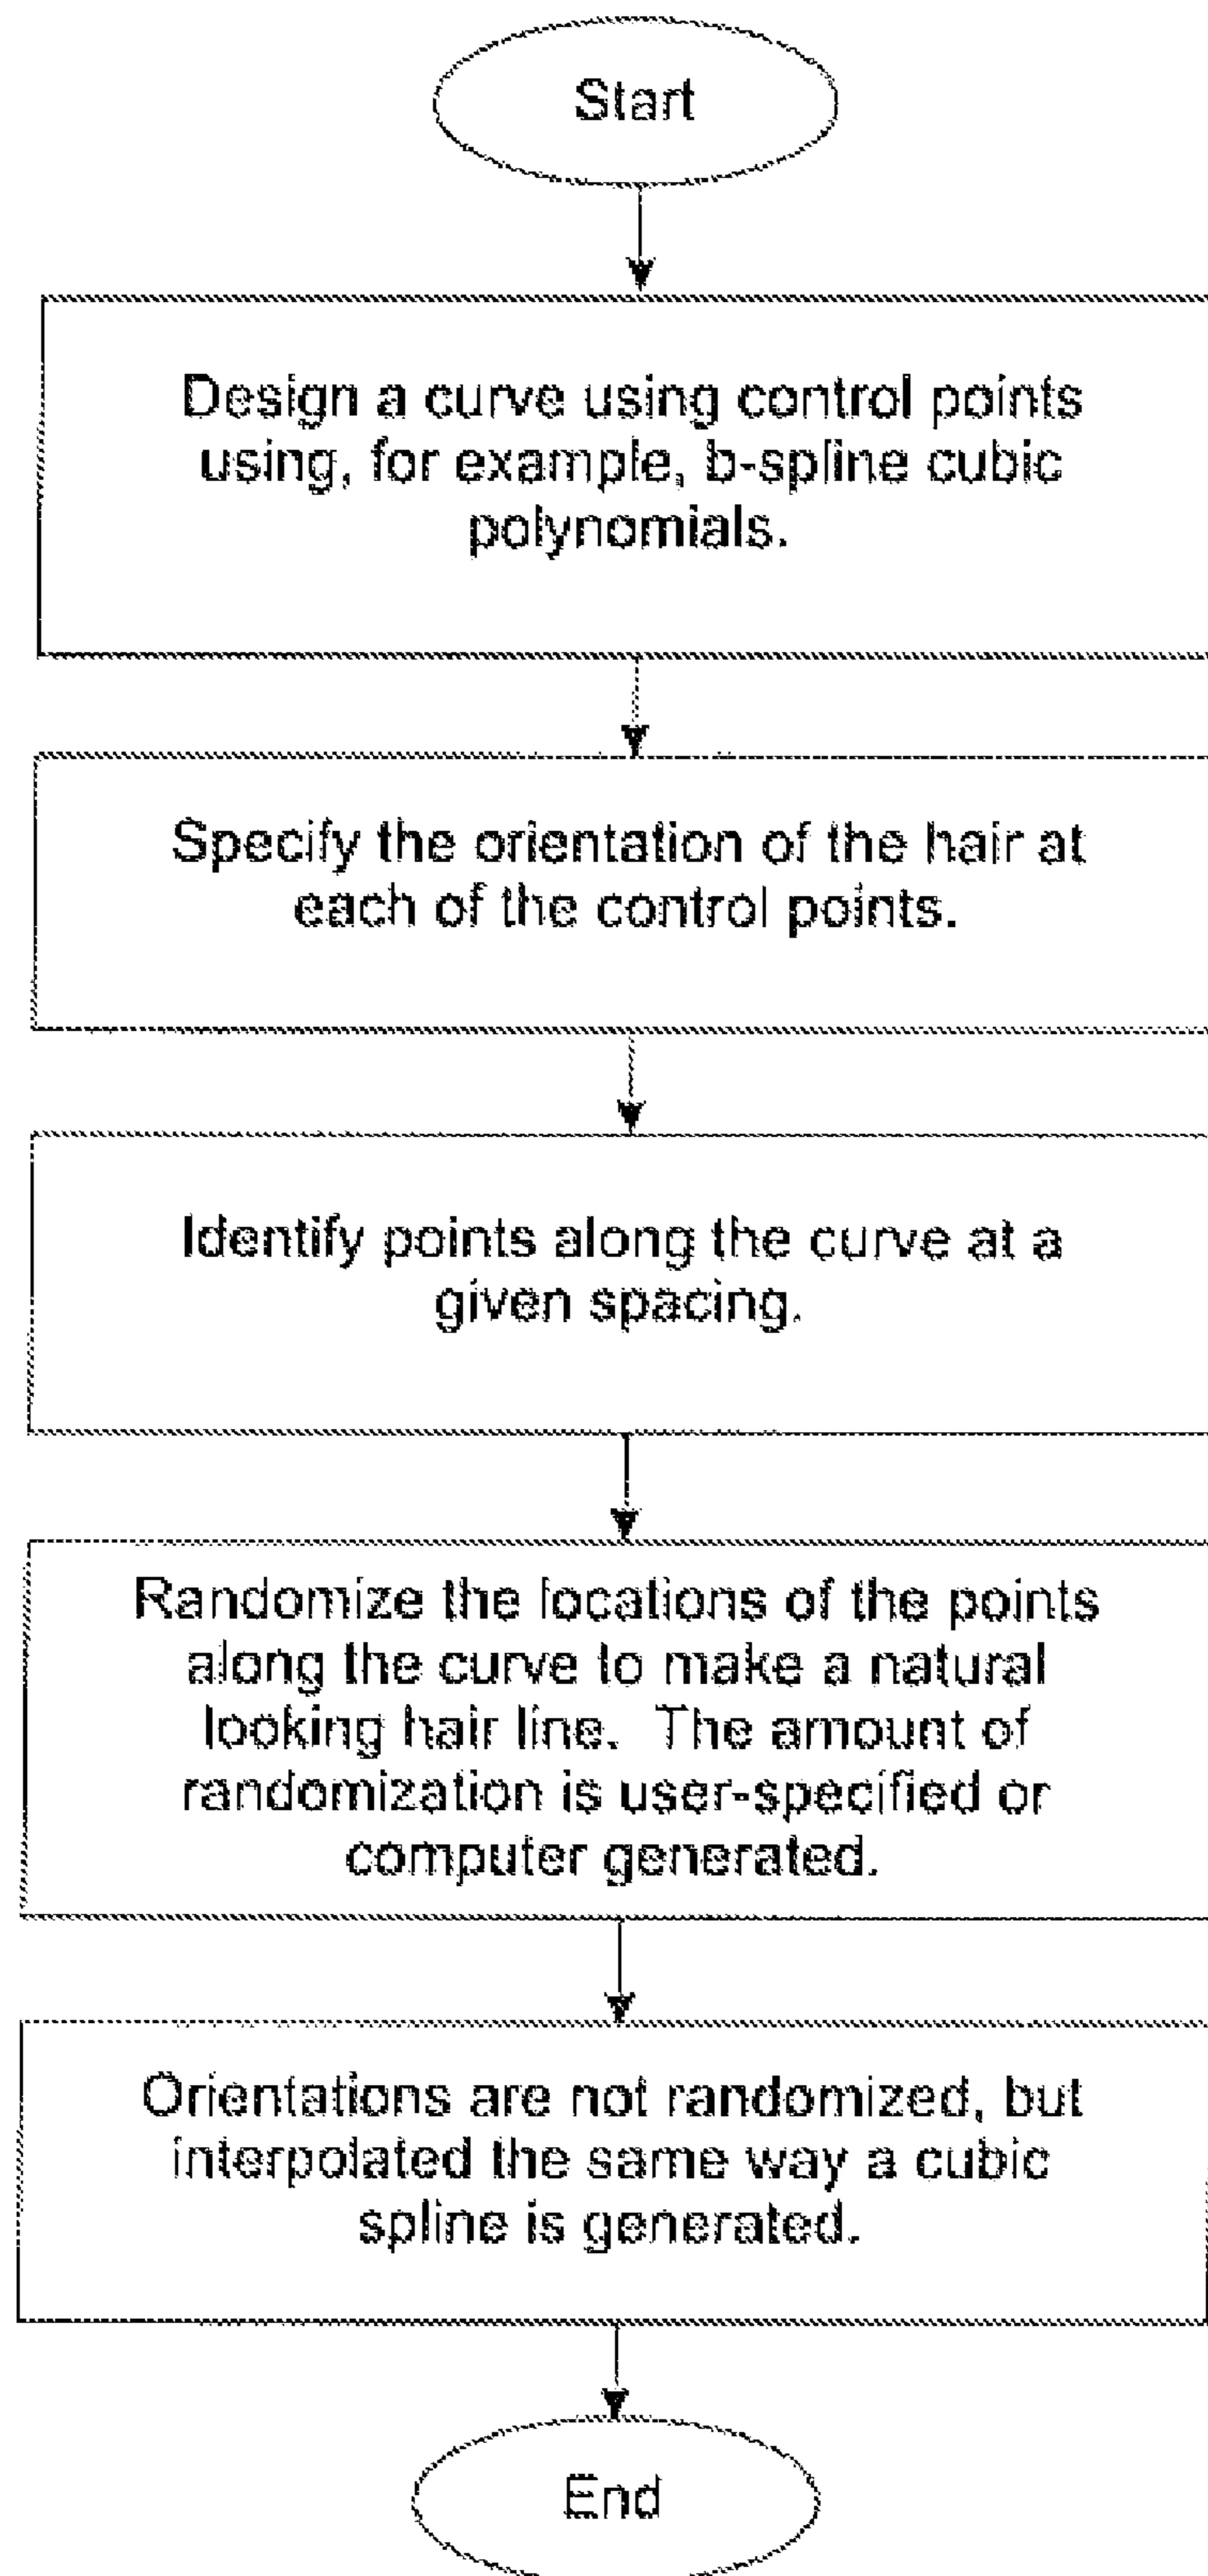 Start
Design a curve using control points
using, for example, b-spline cubic
polynomials.
Specify the orientation of the hair at
each of the control points.
Identify points along the curve at a
given spacing.
Randomize the locations of the points
along the curve to make a natural
looking hair line. The amount of
randomization is user-specified or
computer generated.
Orientations are not randomized, but
interpolated the same way a cubic
spline is generated.
End